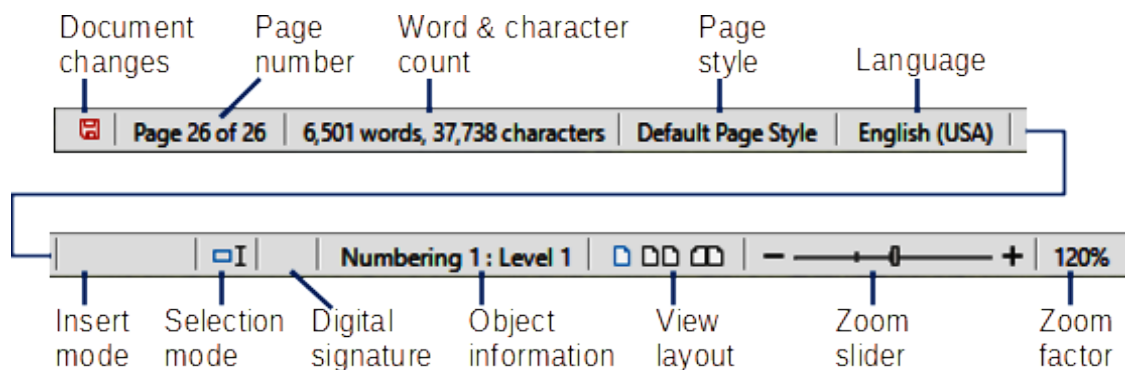 Document changes
Page number
Word & character count
Page style
Language
Page 26 of 26 6,501 words, 37,738 characters Default Page Style English (USA)
Numbering 1 : Level 1 120%
Insert mode
Selection mode
Digital signature
Object information
View layout
Zoom slider
Zoom factor